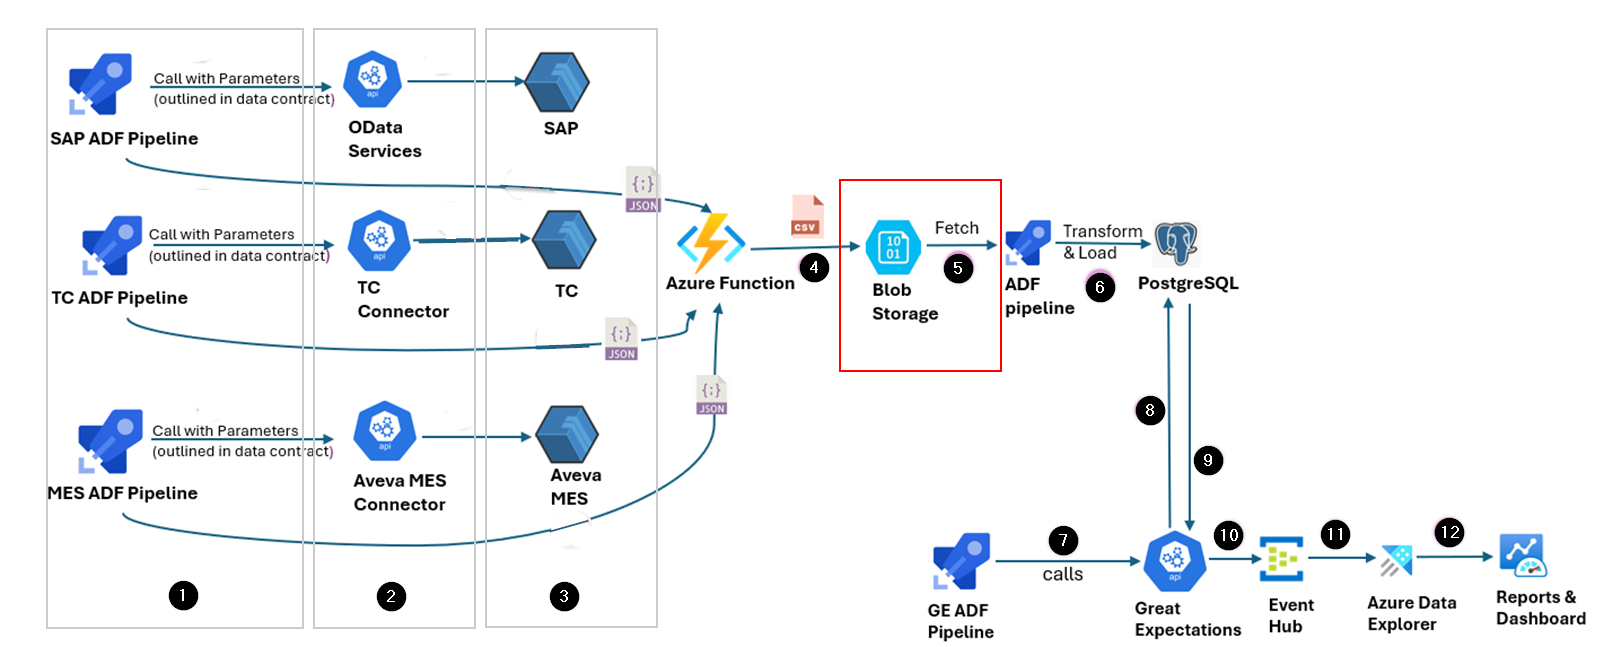 Call with Parameters
(outlined in data contract)
api
SAP ADF Pipeline
OData
Services
SAP
{;}
JSON
Call with Parameters
(outlined in data contract)
api
TC ADF Pipeline
TC
Connector
TC
{;}
JSON
Call with Parameters
(outlined in data contract)
api
MES ADF Pipeline
Aveva MES
Connector
Aveva
MES
{;}
JSON
1
2
3
Azure Function
CSV
4
10
01
Blob
Storage
Fetch
5
ADF
pipeline
Transform
& Load
6
PostgreSQL
8
9
GE ADF
Pipeline
7
calls
api
Great
Expectations
10
Event
Hub
11
Azure Data
Explorer
12
Reports &
Dashboard